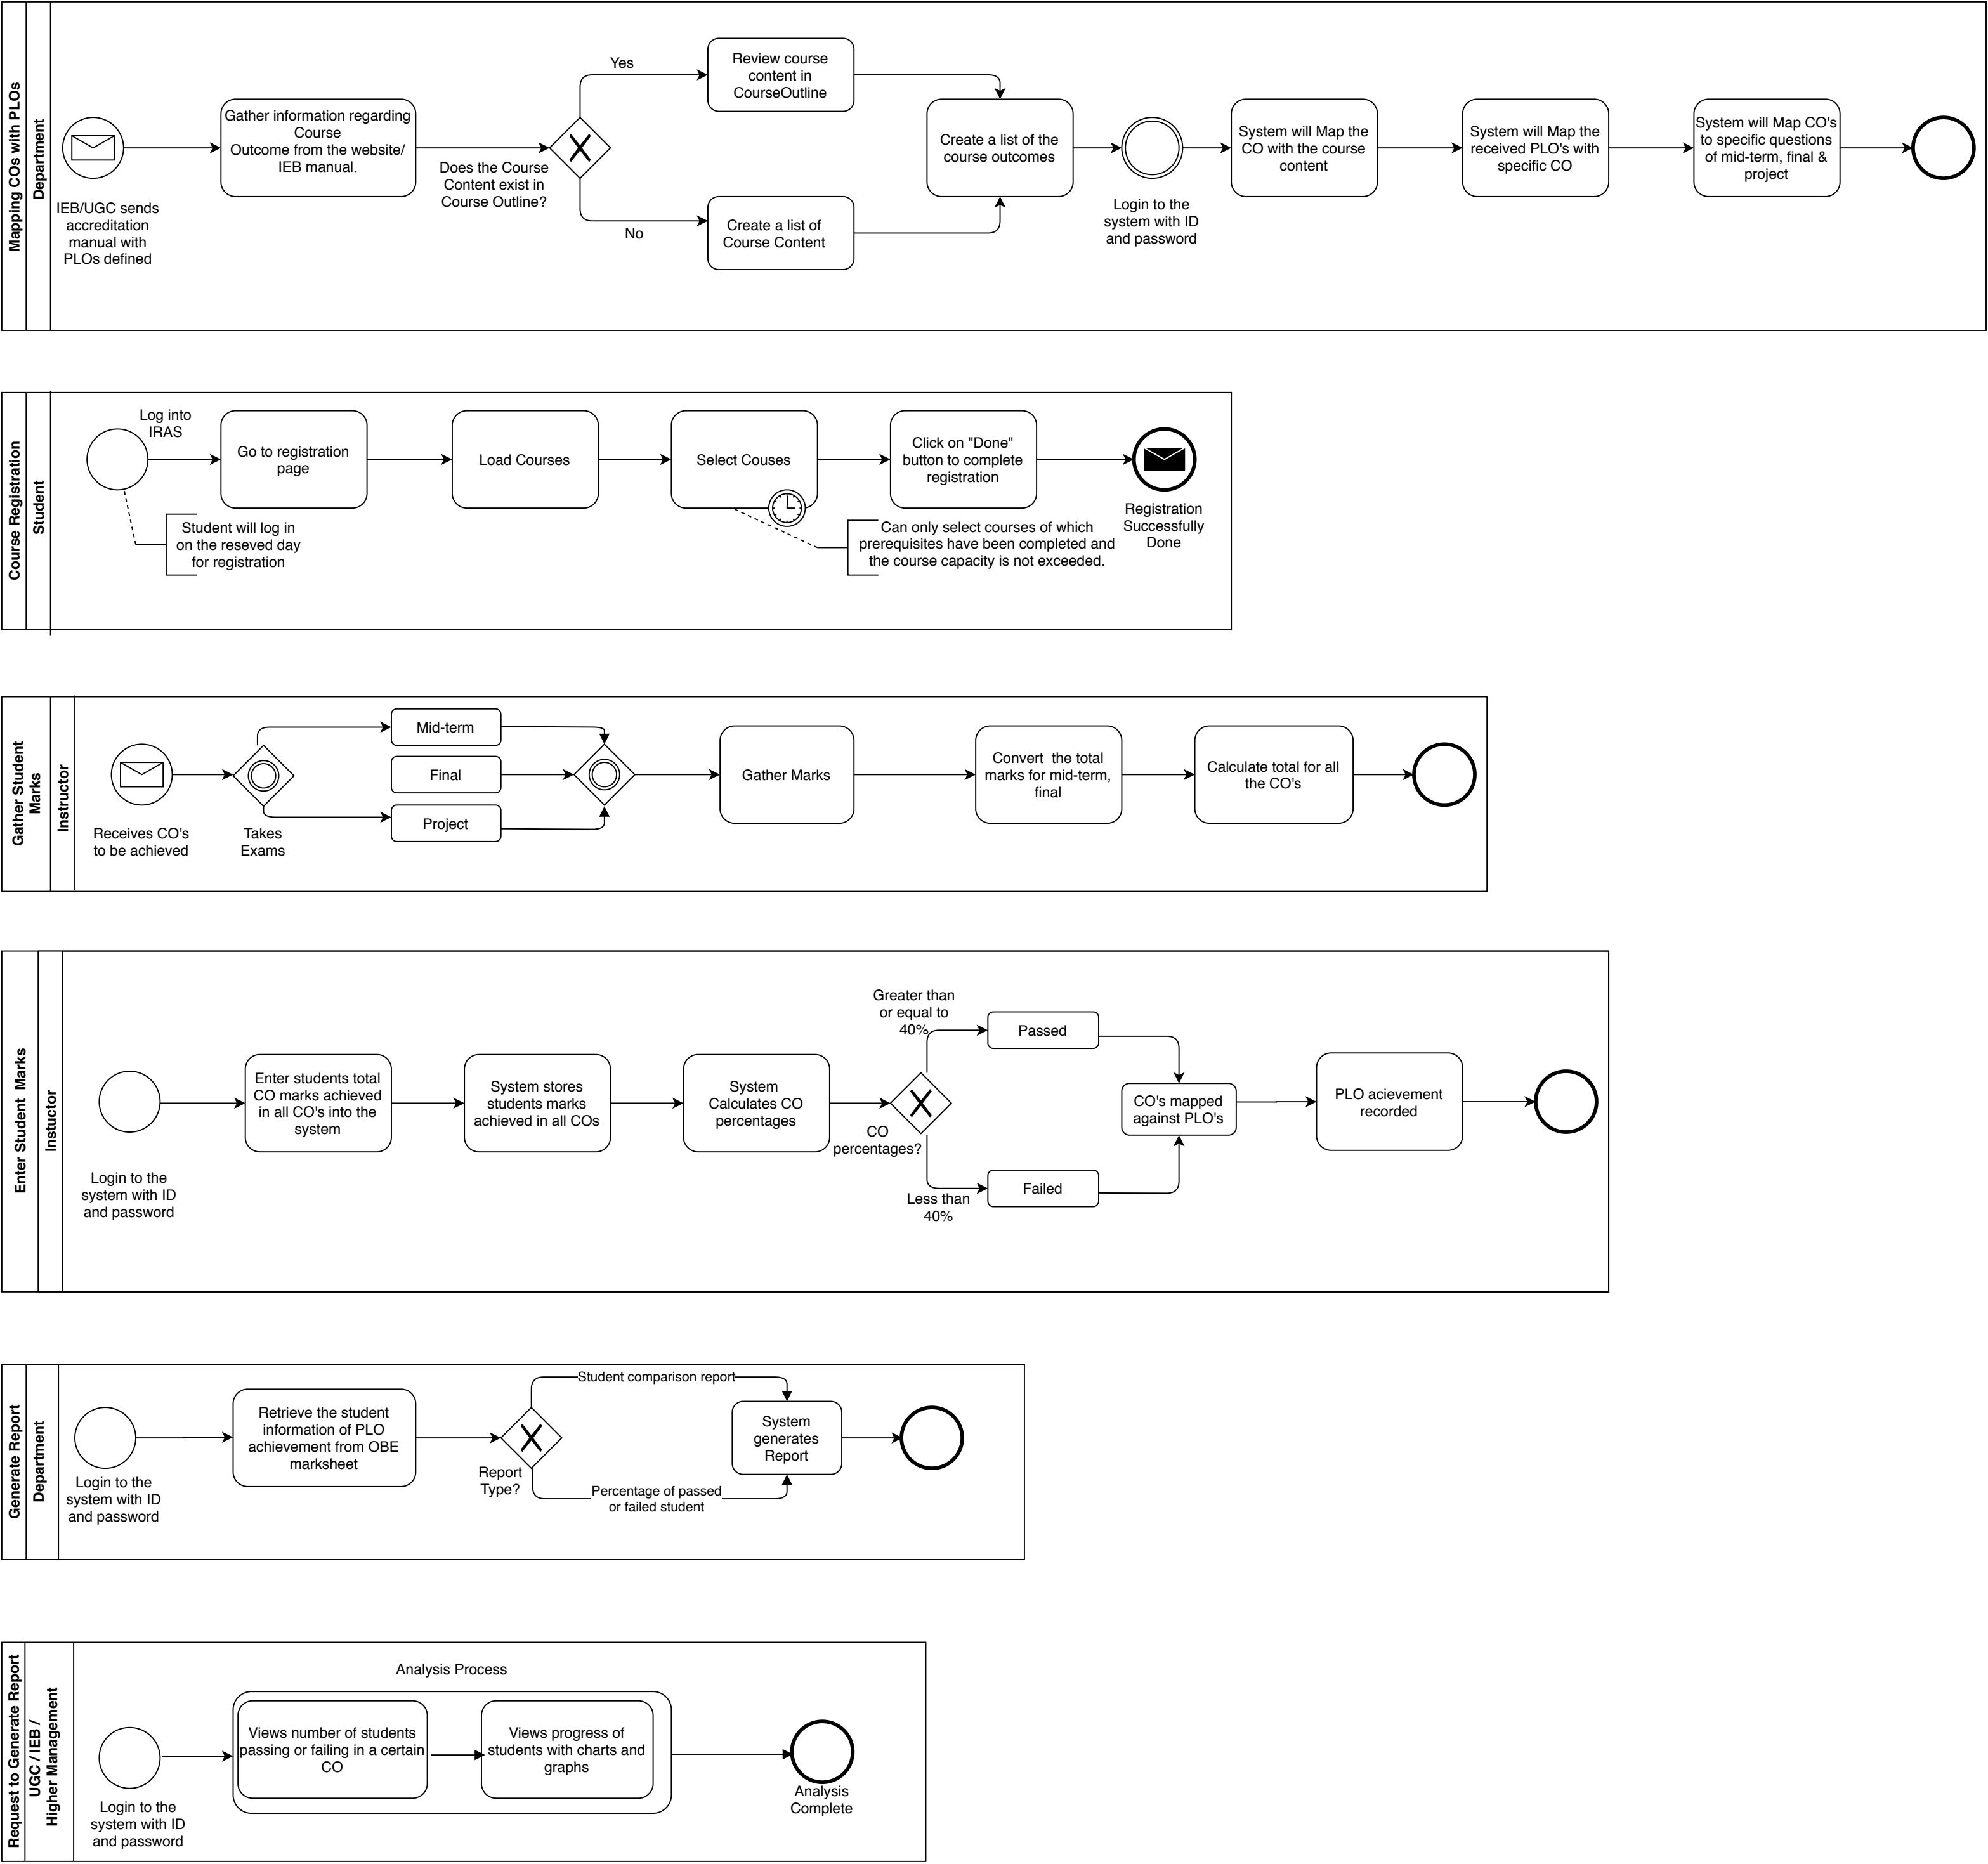 Mapping COs with PLOs
Department
IEB/UGC sends
accreditation
manual with
PLOs defined
Gather information regarding
Course
Outcome from the website/
IEB manual.
Does the Course
Content exist in
Course Outline?
Yes
No
Review course
content in
CourseOutline
Create a list of
Course Content
Create a list of the
course outcomes
Login to the
system with ID
and password
System will Map the
CO with the course
content
System will Map the
received PLO's with
specific CO
System will Map CO's
to specific questions
of mid-term, final &
project
Course Registration
Student
Log into
IRAS
Student will log in
on the reseved day
for registration
Go to registration
page
Load Courses
Select Couses
Can only select courses of which
prerequisites have been completed and
the course capacity is not exceeded.
Click on "Done"
button to complete
registration
Registration
Successfully
Done
Gather Student
Marks
Instructor
Receives CO's
to be achieved
Takes
Exams
Mid-term
Final
Project
Gather Marks
Convert the total
marks for mid-term,
final
Calculate total for all
the CO's
Enter Student Marks
Instuctor
Login to the
system with ID
and password
Enter students total
CO marks achieved
in all CO's into the
system
System stores
students marks
achieved in all COs
System
Calculates CO
percentages
CO
percentages?
Greater than
or equal to
40%
Less than
40%
Passed
Failed
CO's mapped
against PLO's
PLO acievement
recorded
Generate Report
Department
Login to the
system with ID
and password
Retrieve the student
information of PLO
achievement from OBE
marksheet
Report
Type?
Student comparison report
Percentage of passed
or failed student
System
generates
Report
Request to Generate Report
UGC / IEB /
Higher Management
Login to the
system with ID
and password
Analysis Process
Views number of students
passing or failing in a certain
CO
Views progress of
students with charts and
graphs
Analysis
Complete